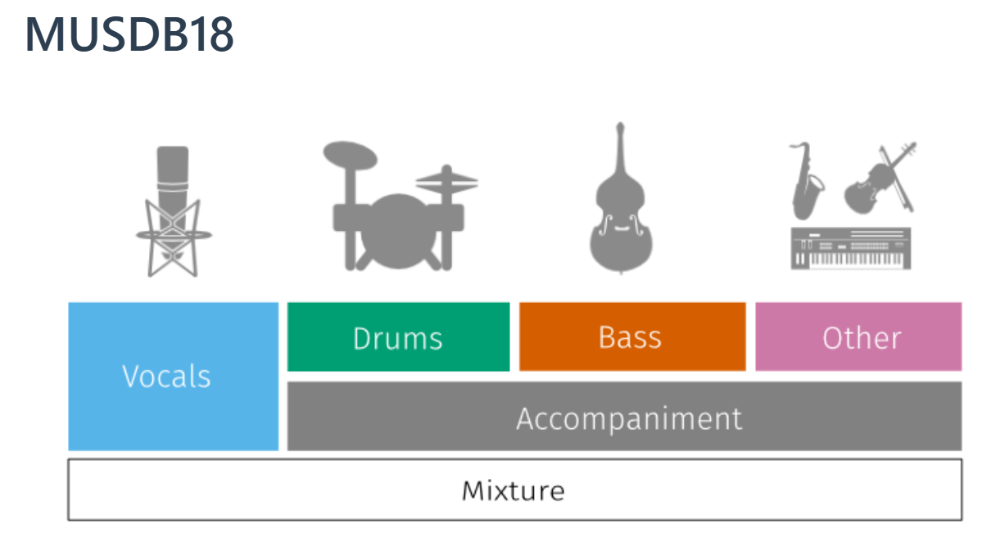 MUSDB18
Drums
Bass
Other
Vocals
Accompaniment
Mixture